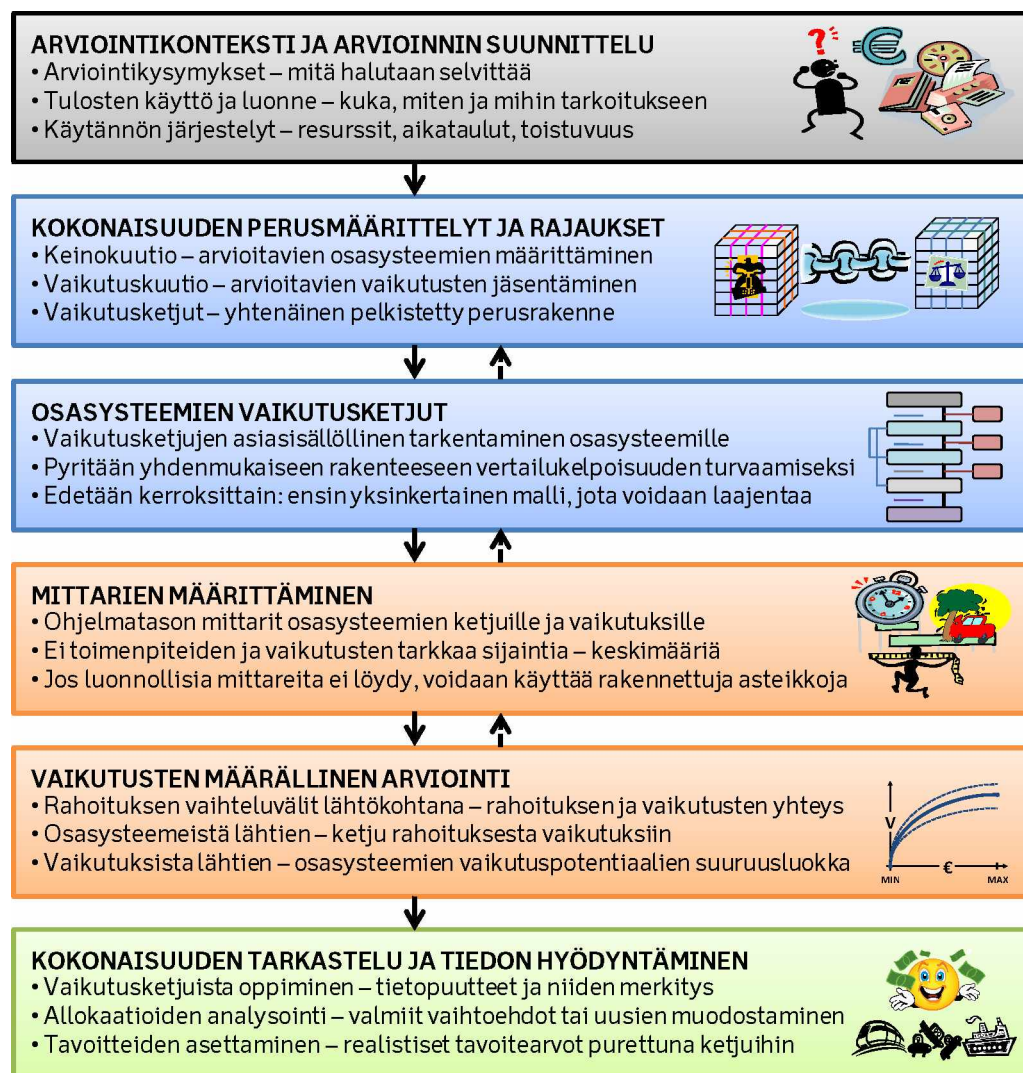 ARVIOINTIKONTEKSTI JA ARVIOINNIN SUUNNITTELU
• Arviointikysymykset – mitä halutaan selvittää
• Tulosten käyttö ja luonne – kuka, miten ja mihin tarkoitukseen
• Käytännön järjestelyt – resurssit, aikataulut, toistuvuus
?
€
KOKONAISUUDEN PERUSMÄÄRITTELYT JA RAJAUKSET
• Keinokuutio – arvioitavien osasysteemien määrittäminen
• Vaikutuskuutio – arvioitavien vaikutusten jäsentäminen
• Vaikutusketjut – yhtenäinen pelkistetty perusrakenne
OSASYSTEEMIEN VAIKUTUSKETJUT
• Vaikutusketjujen asiasisällöllinen tarkentaminen osasysteemille
• Pyritään yhdenmukaiseen rakenteeseen vertailukelpoisuuden turvaamiseksi
• Edetään kerroksittain: ensin yksinkertainen malli, jota voidaan laajentaa
MITTARIEN MÄÄRITTÄMINEN
• Ohjelmatason mittarit osasysteemien ketjuille ja vaikutuksille
• Ei toimenpiteiden ja vaikutusten tarkkaa sijaintia – keskimääriä
• Jos luonnollisia mittareita ei löydy, voidaan käyttää rakennettuja asteikkoja
VAIKUTUSTEN MÄÄRÄLLINEN ARVIOINTI
• Rahoituksen vaihteluvälit lähtökohtana – rahoituksen ja vaikutusten yhteys
• Osasysteemeistä lähtien – ketju rahoituksesta vaikutuksiin
• Vaikutuksista lähtien – osasysteemien vaikutuspotentiaalien suuruusluokka
V
MIN € MAX
KOKONAISUUDEN TARKASTELU JA TIEDON HYÖDYNTÄMINEN
• Vaikutusketjuista oppiminen – tietopuutteet ja niiden merkitys
• Allokaatioiden analysointi – valmiit vaihtoehdot tai uusien muodostaminen
• Tavoitteiden asettaminen – realistiset tavoitearvot purettuna ketjuihin